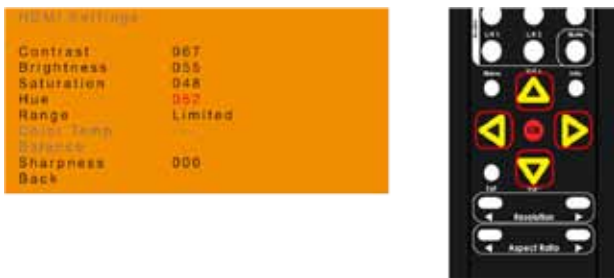 HDMI Settings
Contrast 067
Brightness 055
Saturation 048
Hue 052
Range Limited
Color Temp
Balance
Sharpness 000
Back
Menu
Info
OK
Exit
Resolution
Aspect Ratio